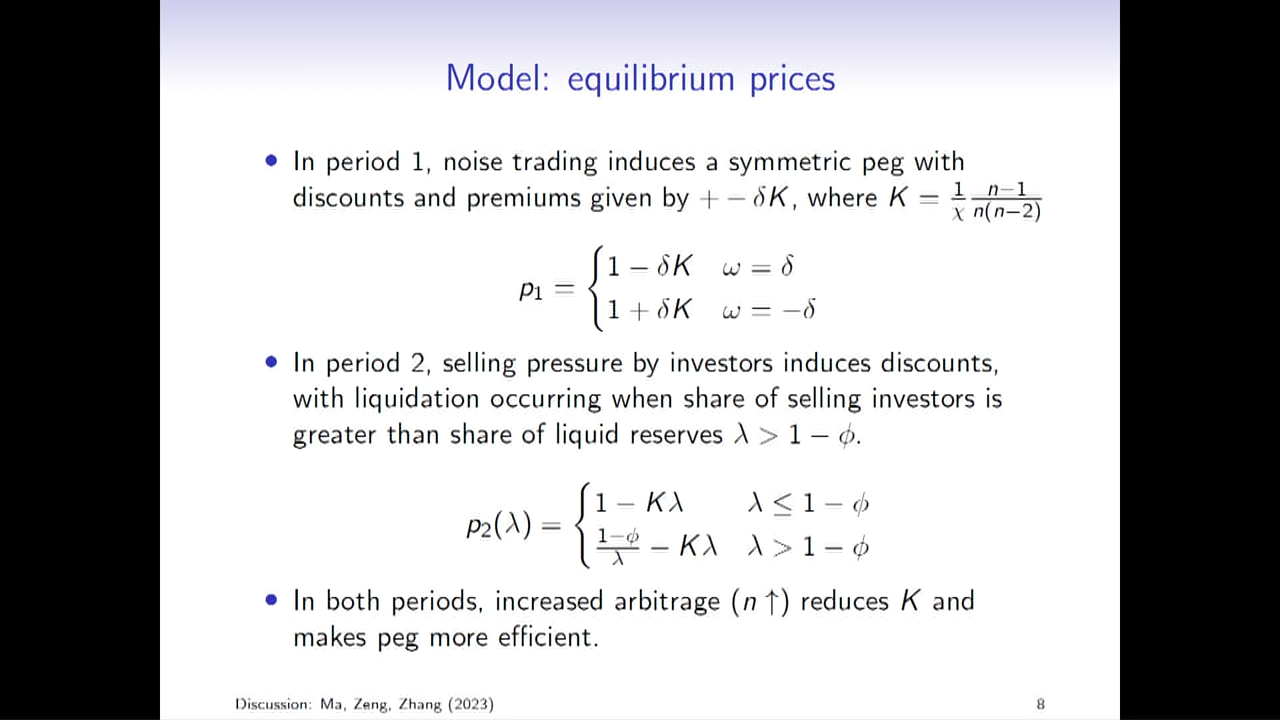 Model: equilibrium prices
• In period 1, noise trading induces a symmetric peg with
discounts and premiums given by + − δK, where K = \frac{1}{χ} \frac{n−1}{n(n−2)}
p₁ = { 1 − δK   ω = δ
1 + δK   ω = −δ
• In period 2, selling pressure by investors induces discounts,
with liquidation occurring when share of selling investors is
greater than share of liquid reserves λ > 1 − ϕ.
p₂(λ) = { 1 − Kλ   λ ≤ 1 − ϕ
\frac{1−ϕ}{λ} − Kλ   λ > 1 − ϕ
• In both periods, increased arbitrage (n ↑) reduces K and
makes peg more efficient.
Discussion: Ma, Zeng, Zhang (2023) 8